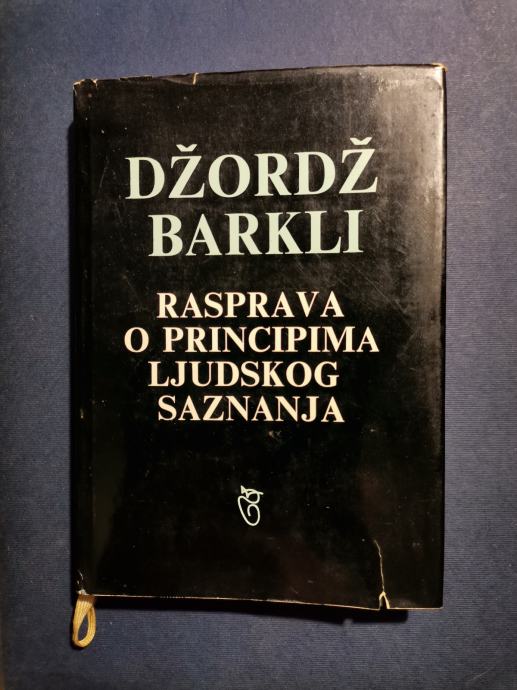 DŽORDŽ
BARKLI
RASPRAVA
O PRINCIPIMA
LJUDSKOG
SAZNANJA